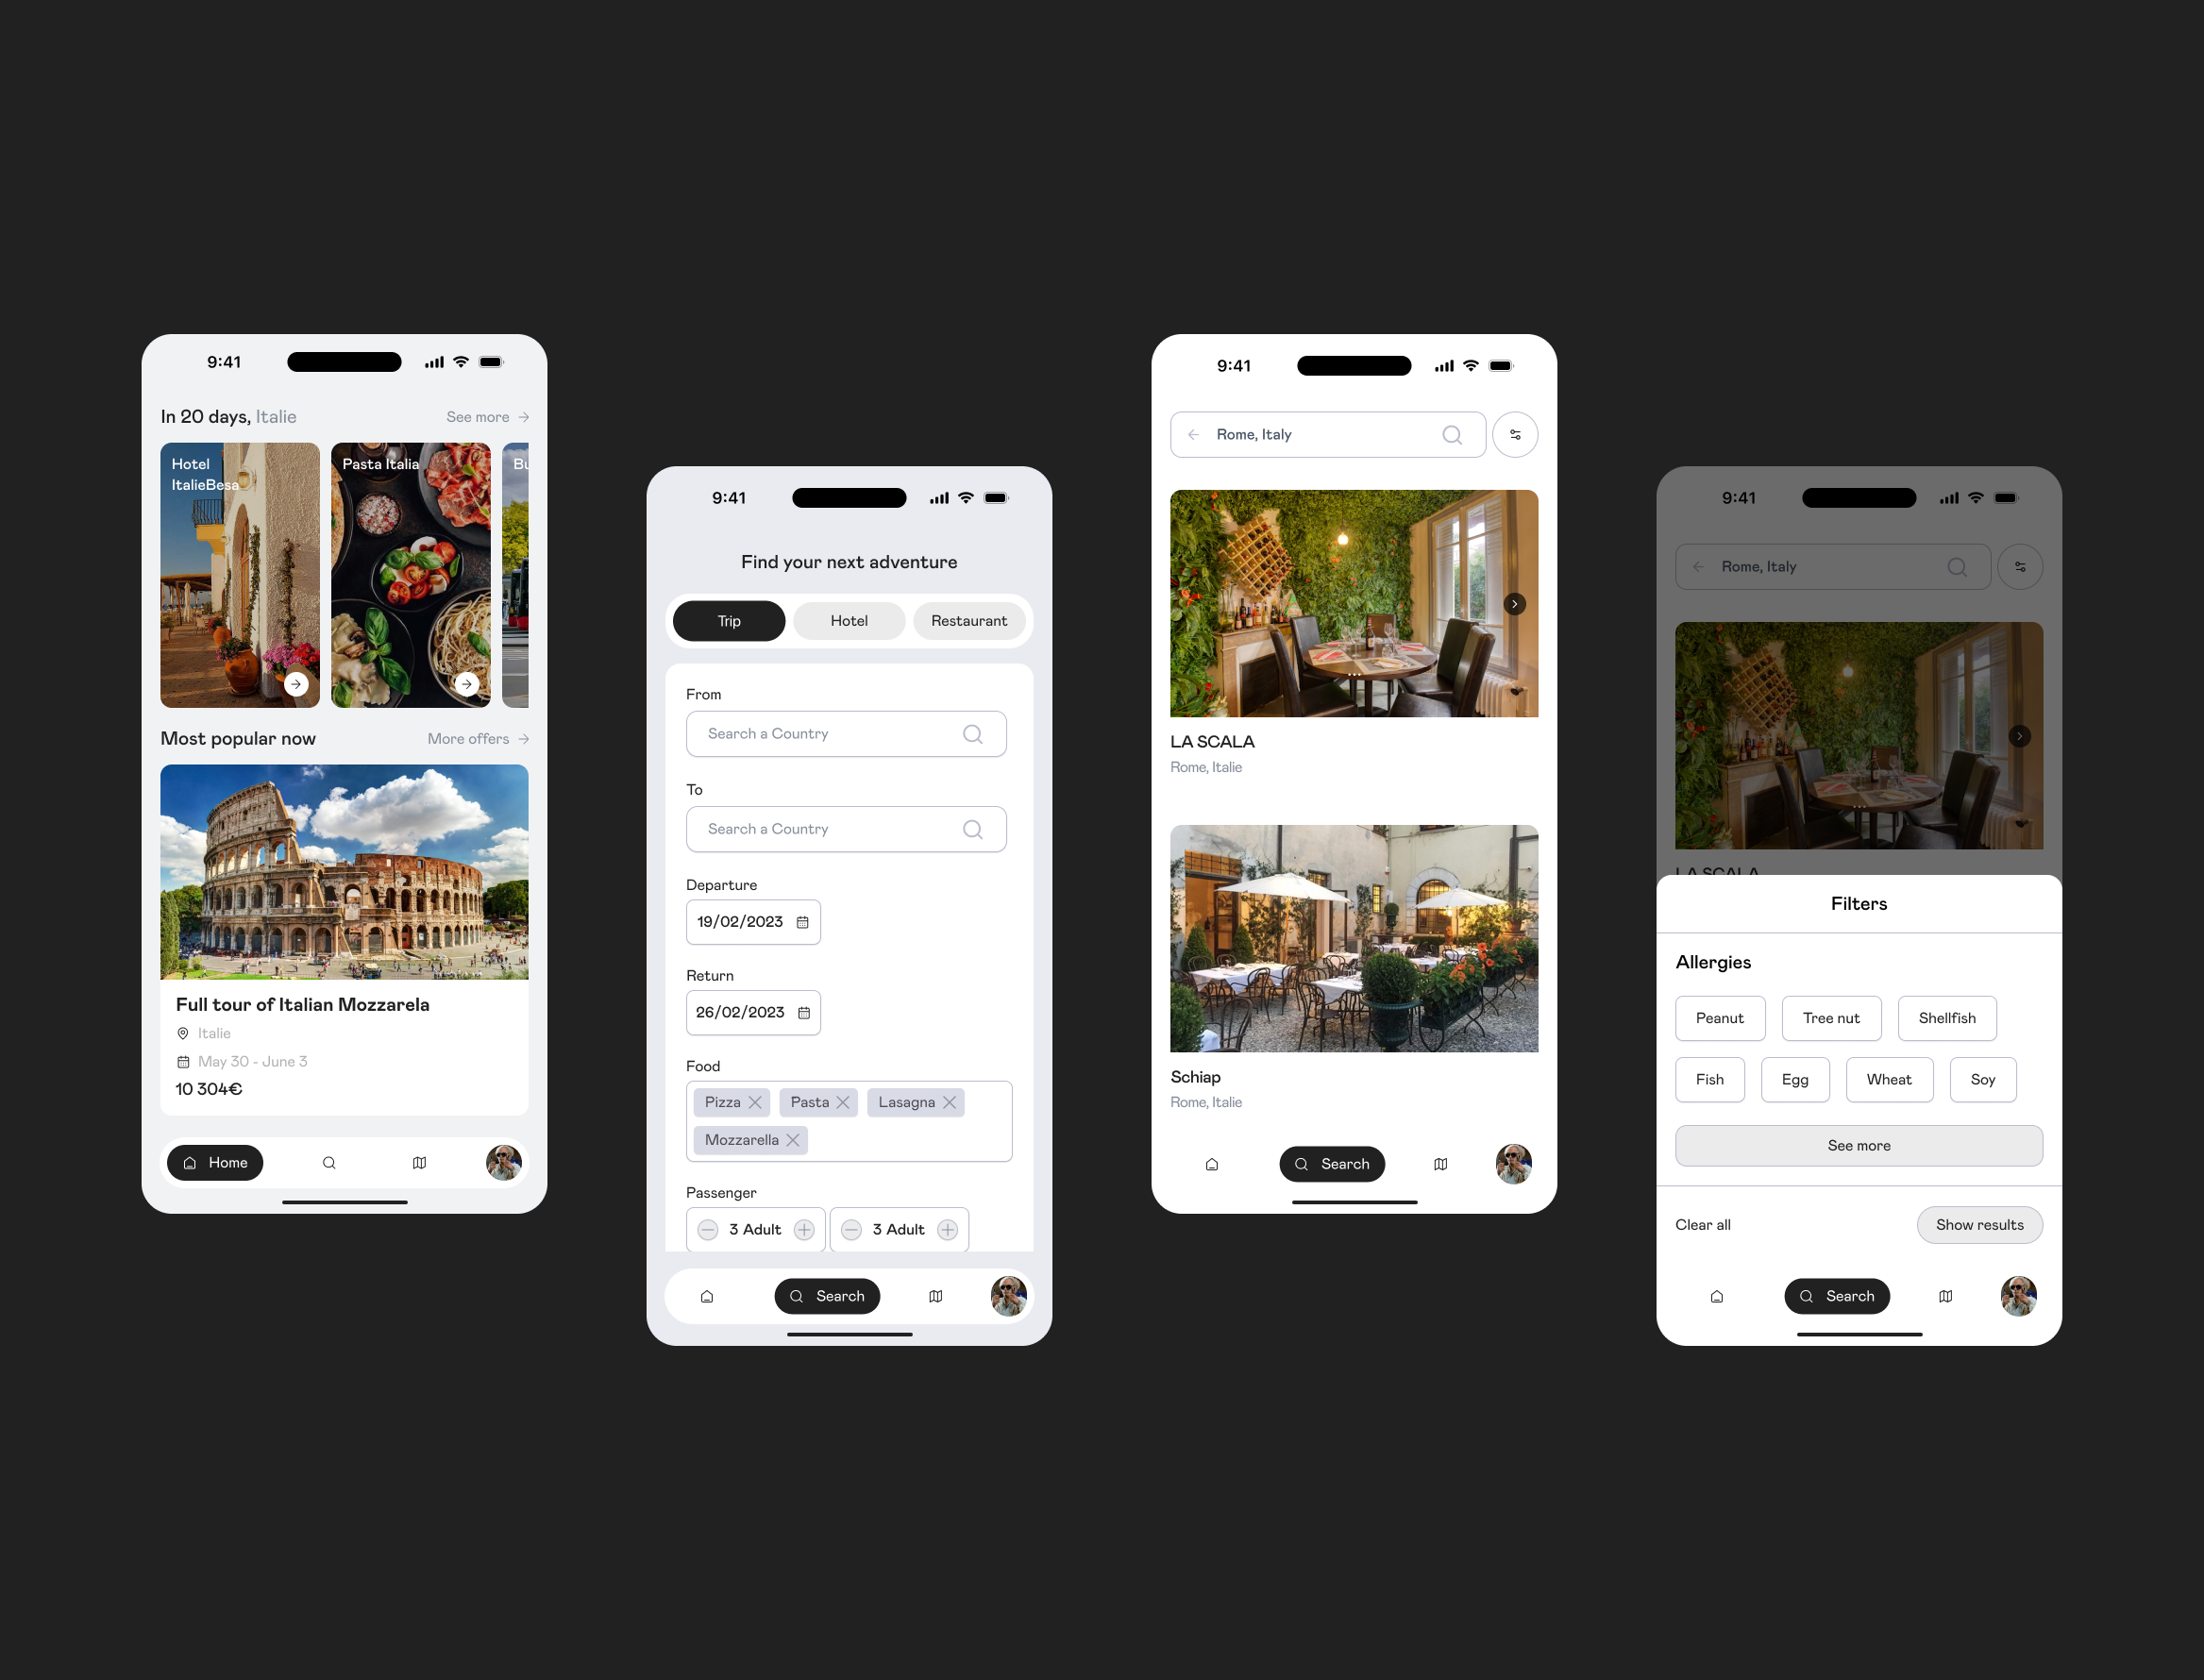 9:41
In 20 days, Italie
See more
Hotel
ItalieBesa
Pasta Italia
Bu
Most popular now
More offers
Full tour of Italian Mozzarela
Italie
May 30 - June 3
10 304€
Home
9:41
Find your next adventure
Trip
Hotel
Restaurant
From
Search a Country
To
Search a Country
Departure
19/02/2023
Return
26/02/2023
Food
Pizza
Pasta
Lasagna
Mozzarella
Passenger
3 Adult
3 Adult
Search
9:41
Rome, Italy
LA SCALA
Rome, Italie
Schiap
Rome, Italie
Search
9:41
Rome, Italy
LA SCALA
Filters
Allergies
Peanut
Tree nut
Shellfish
Fish
Egg
Wheat
Soy
See more
Clear all
Show results
Search